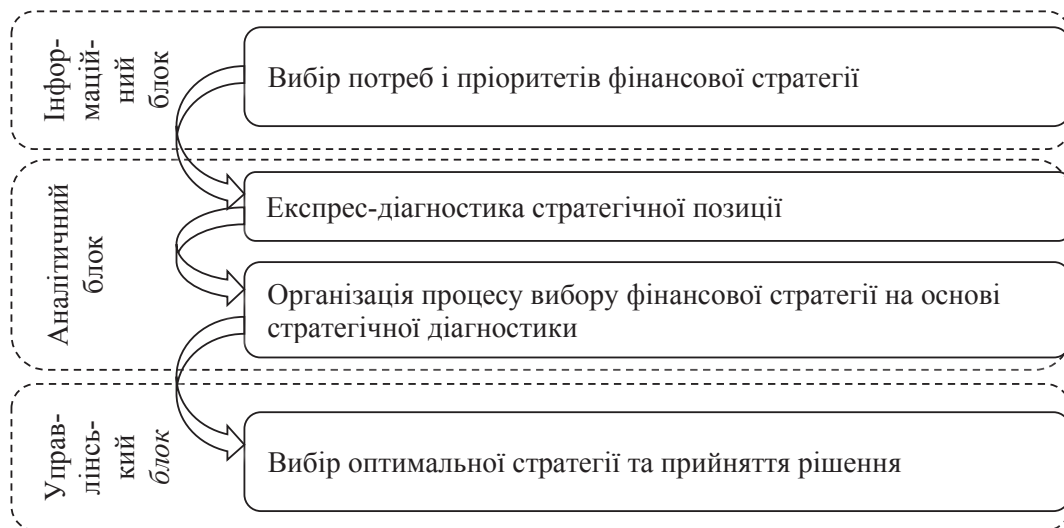 Інфор-
маційˉ-
ний
блок
Вибір потреб і пріоритетів фінансової стратегії
Аналітичний
блок
Експрес-діагностика стратегічної позиції
Організація процесу вибору фінансової стратегії на основі
стратегічної діагностики
Управ-
лінсь-
кий
блок
Вибір оптимальної стратегії та прийняття рішення